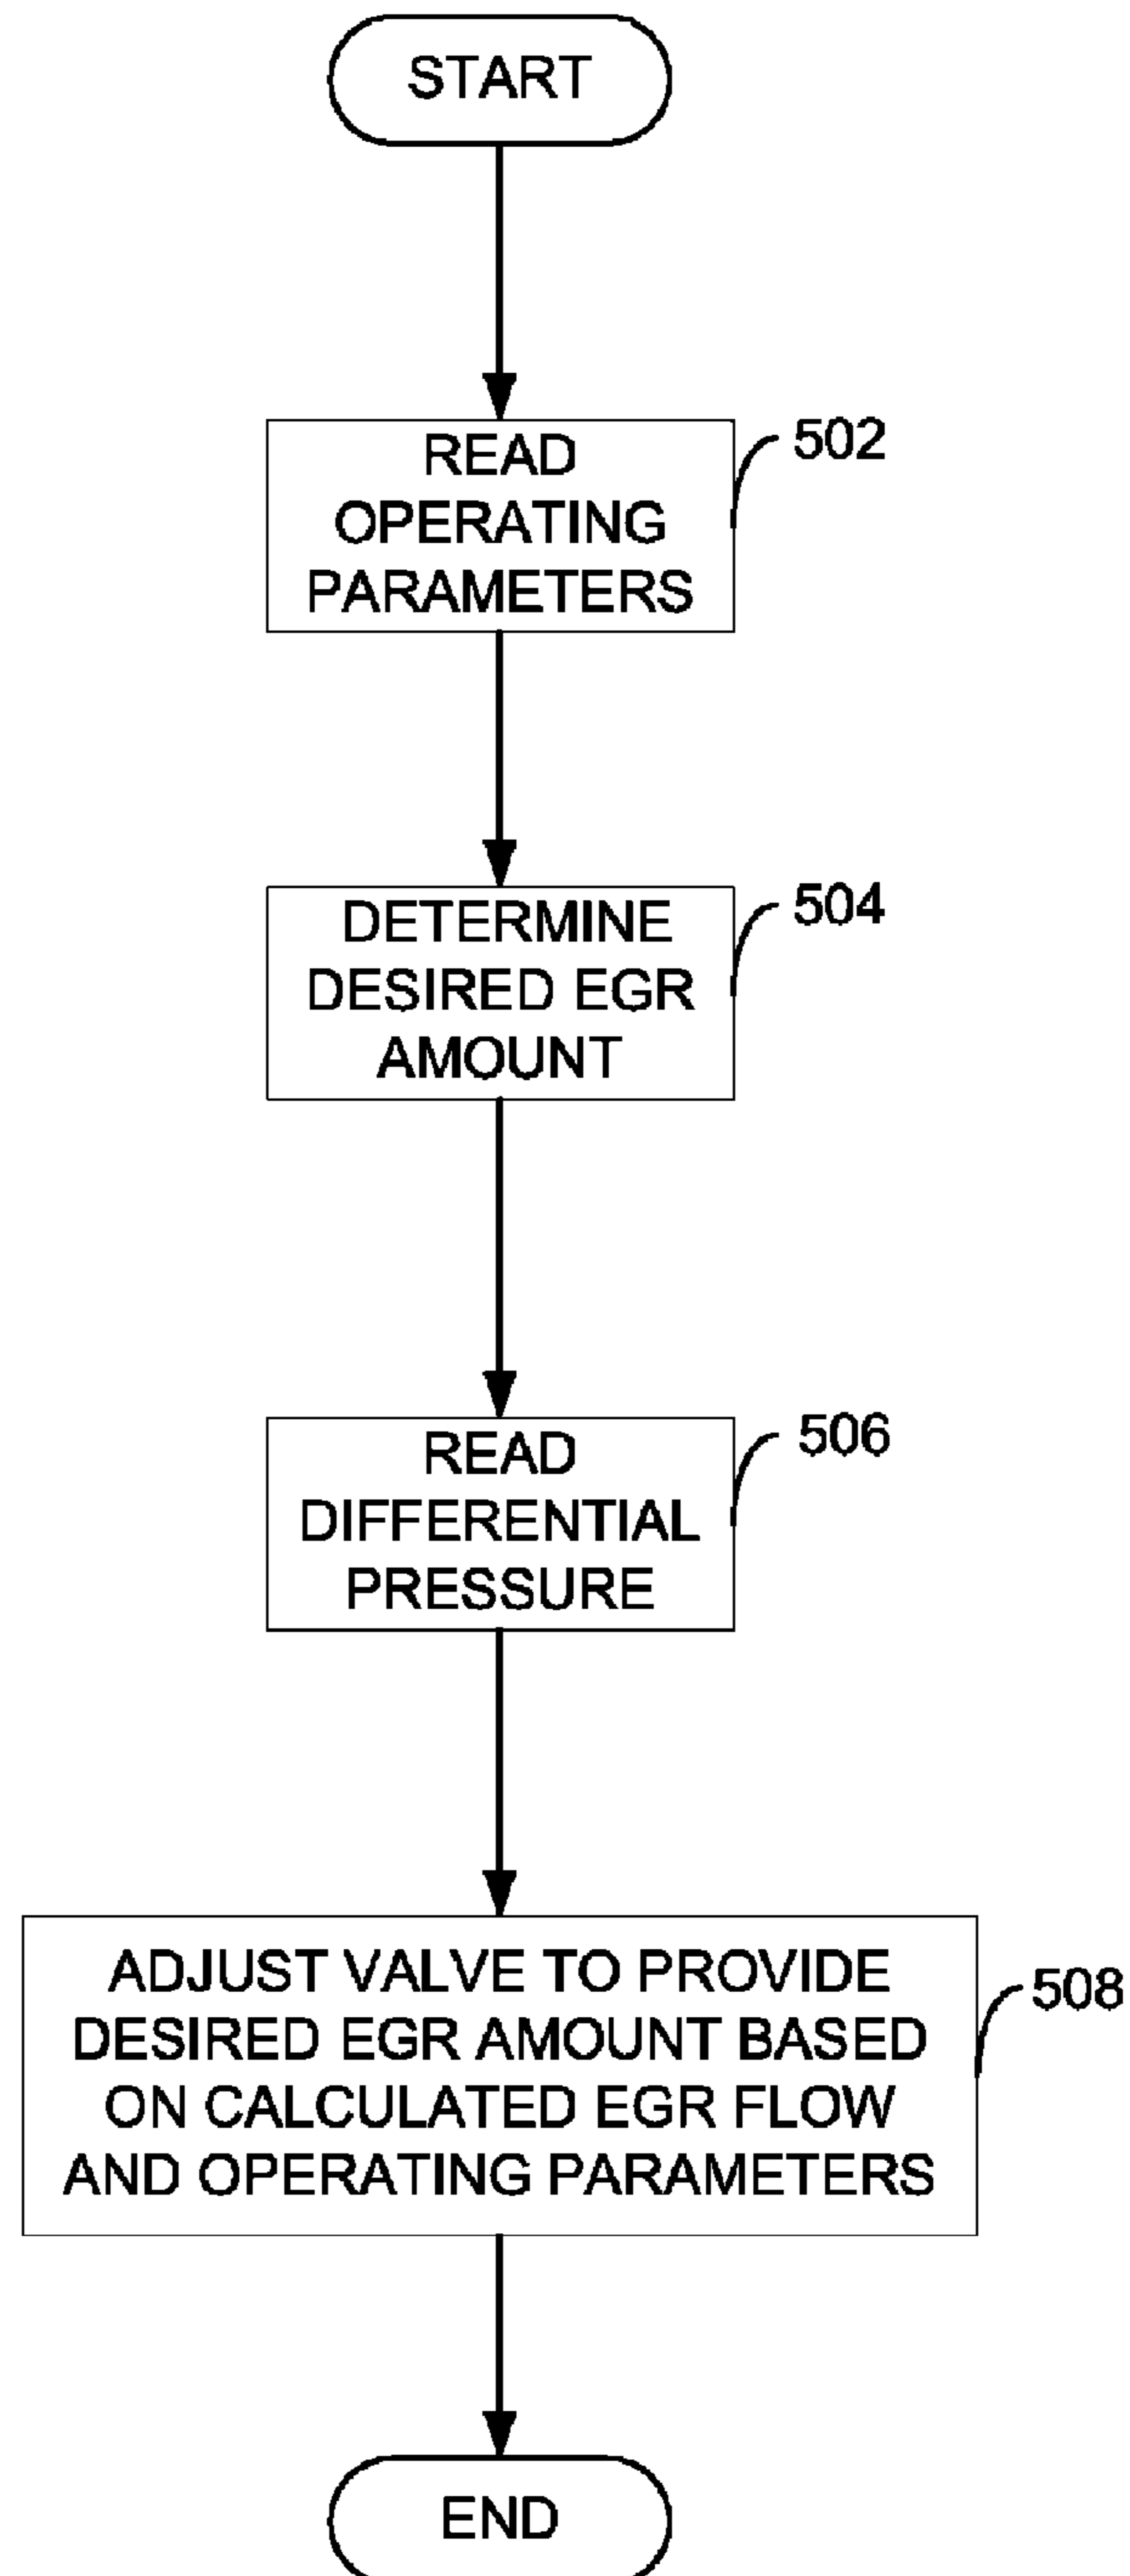 START
READ
OPERATING
PARAMETERS
502
DETERMINE
DESIRED EGR
AMOUNT
504
READ
DIFFERENTIAL
PRESSURE
506
ADJUST VALVE TO PROVIDE
DESIRED EGR AMOUNT BASED
ON CALCULATED EGR FLOW
AND OPERATING PARAMETERS
508
END